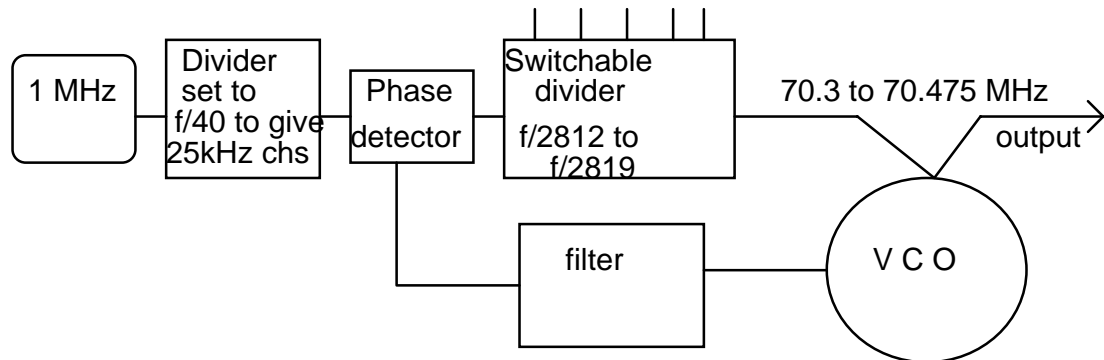 1 MHz
Divider
set to
f/40 to give
25kHz chs
Phase
detector
Switchable
divider
f/2812 to
f/2819
70.3 to 70.475 MHz
output
filter
V C O